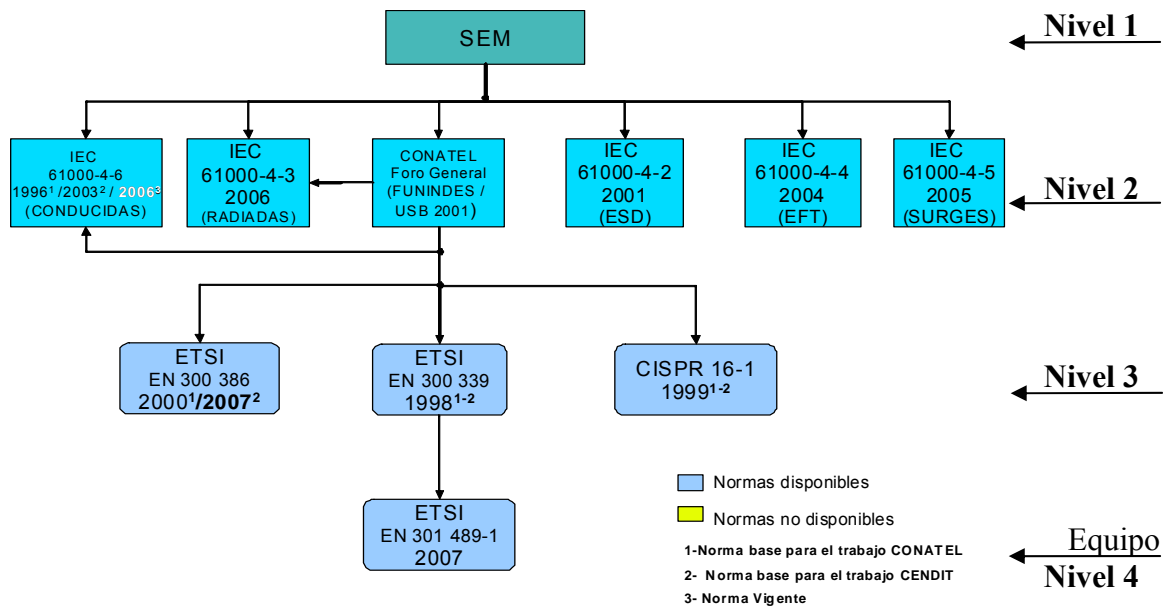 SEM
Nivel 1
IEC
61000-4-6
1996¹/2003²/ 2006³
(CONDUCIDAS)
IEC
61000-4-3
2006
(RADIADAS)
CONATEL
Foro General
(FUNINDES /
USB 2001)
IEC
61000-4-2
2001
(ESD)
IEC
61000-4-4
2004
(EFT)
IEC
61000-4-5
2005
(SURGES)
Nivel 2
ETSI
EN 300 386
2000¹/2007²
ETSI
EN 300 339
1998¹⁻²
CISPR 16-1
1999¹⁻²
Nivel 3
ETSI
EN 301 489-1
2007
Normas disponibles
Normas no disponibles
1-Norma base para el trabajo CONATEL
2- Norma base para el trabajo CENDIT
3- Norma Vigente
Equipo
Nivel 4